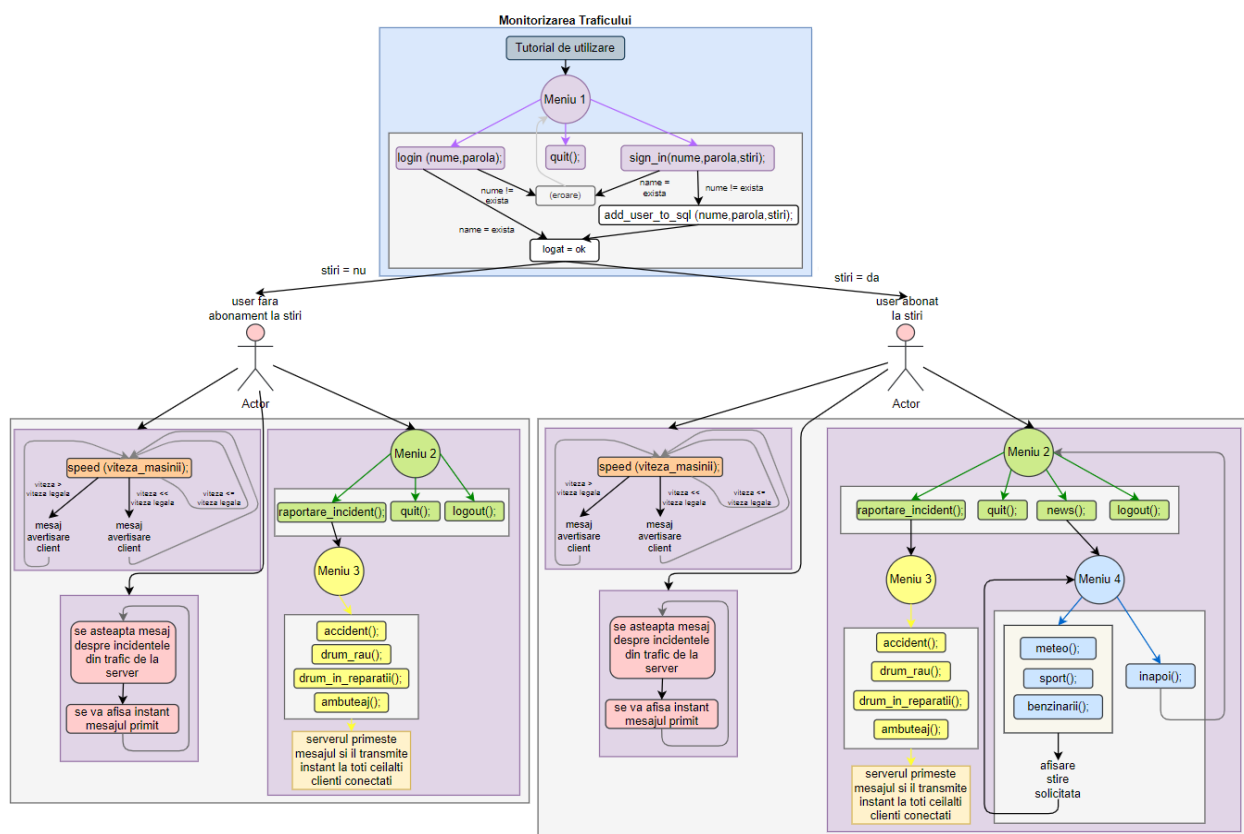 Monitorizarea Traficului
Tutorial de utilizare
Meniu 1
login (nume,parola);
quit();
sign_in(nume,parola,stiri);
nume !=
exista
(eroare)
name =
exista
nume != exista
add_user_to_sql (nume,parola,stiri);
name = exista
logat = ok
stiri = nu
stiri = da
user fara
abonament la stiri
Actor
user abonat
la stiri
Actor
speed (viteza_masinii);
viteza >
viteza legala
viteza <<
viteza legala
viteza <=
viteza legala
mesaj
avertisare
client
mesaj
avertisare
client
se asteapta mesaj
despre incidentele
din trafic de la
server
se va afisa instant
mesajul primit
Meniu 2
raportare_incident();
quit();
logout();
Meniu 3
accident();
drum_rau();
drum_in_reparatii();
ambuteaj();
serverul primeste
mesajul si il transmite
instant la toti ceilalti
clienti conectati
speed (viteza_masinii);
viteza >
viteza legala
viteza <<
viteza legala
viteza <=
viteza legala
mesaj
avertisare
client
mesaj
avertisare
client
se asteapta mesaj
despre incidentele
din trafic de la
server
se va afisa instant
mesajul primit
Meniu 2
raportare_incident();
quit();
news();
logout();
Meniu 3
accident();
drum_rau();
drum_in_reparatii();
ambuteaj();
serverul primeste
mesajul si il transmite
instant la toti ceilalti
clienti conectati
Meniu 4
meteo();
sport();
benzinarii();
inapoi();
afisare
stire
solicitata